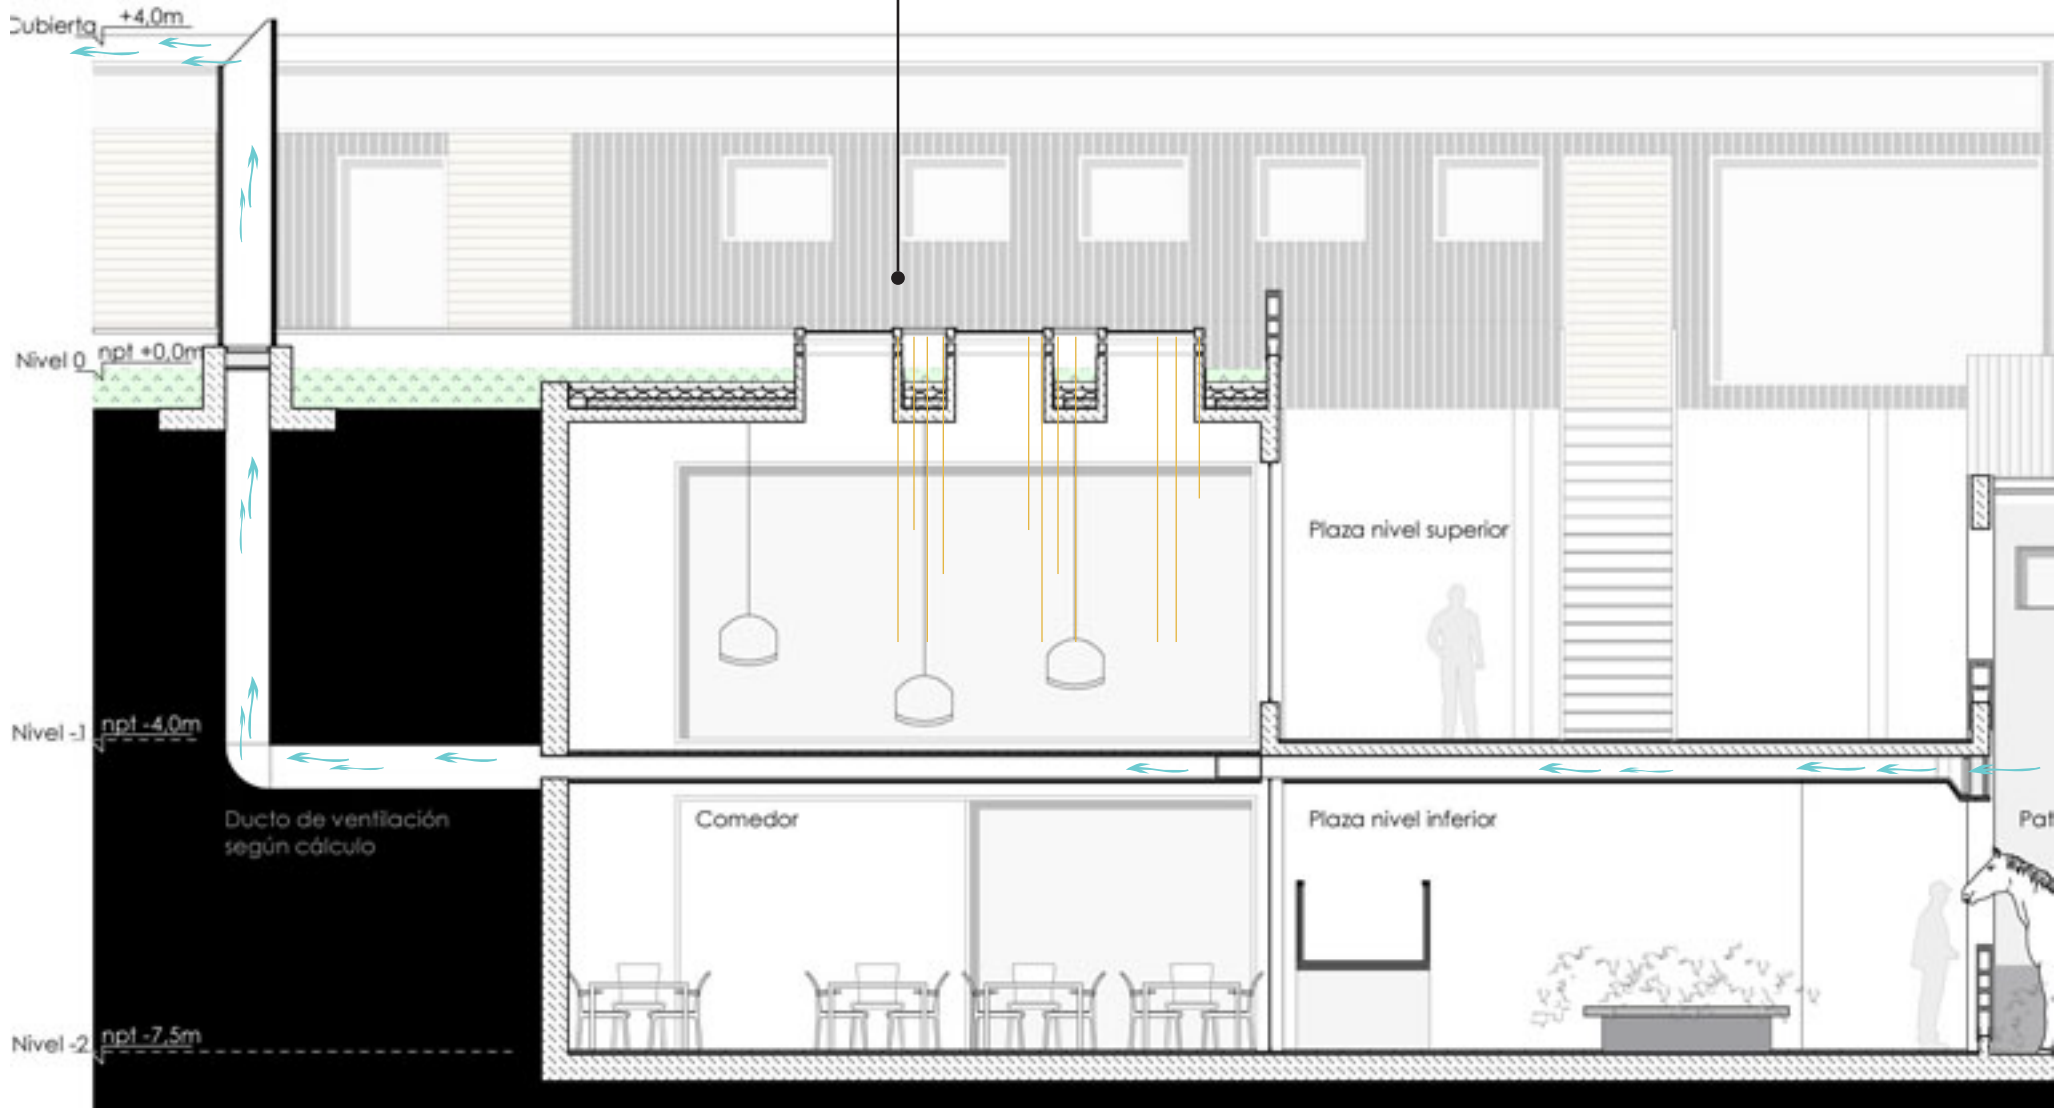 Cubierta +4,0m
Nivel 0 npt +0,0m
Plaza nivel superior
Nivel -1 npt -4,0m
Ducto de ventilación
según cálculo
Comedor
Plaza nivel inferior
Pat
Nivel -2 npt -7,5m